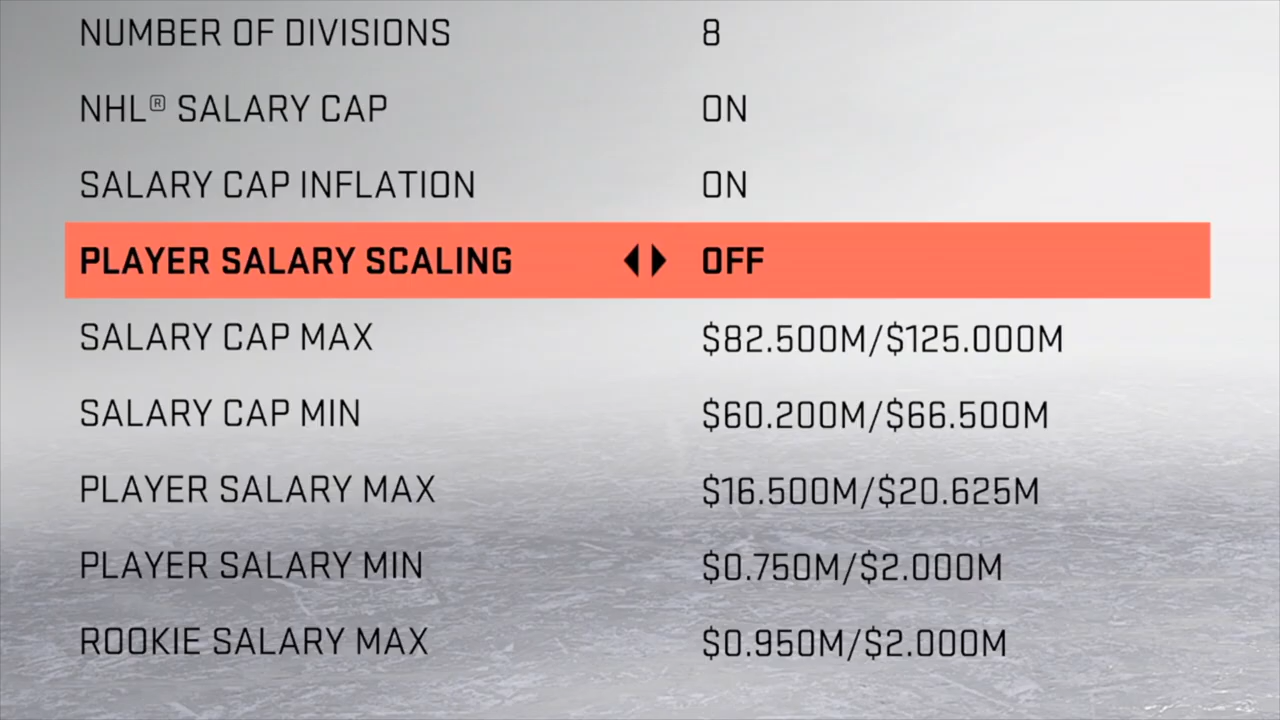 NUMBER OF DIVISIONS 8
NHL® SALARY CAP ON
SALARY CAP INFLATION ON
PLAYER SALARY SCALING OFF
SALARY CAP MAX $82.500M/$125.000M
SALARY CAP MIN $60.200M/$66.500M
PLAYER SALARY MAX $16.500M/$20.625M
PLAYER SALARY MIN $0.750M/$2.000M
ROOKIE SALARY MAX $0.950M/$2.000M